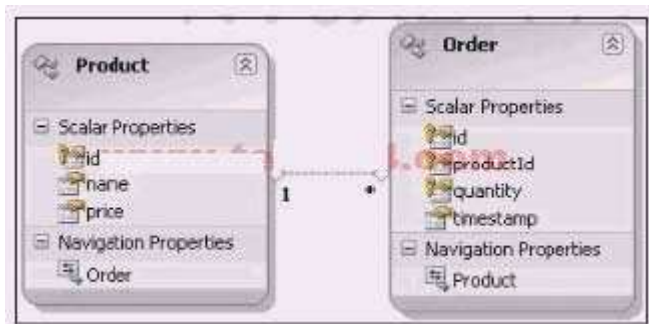 Product
Scalar Properties
id
name
price
Navigation Properties
Order
1
*
Order
Scalar Properties
id
productId
quantity
timestamp
Navigation Properties
Product